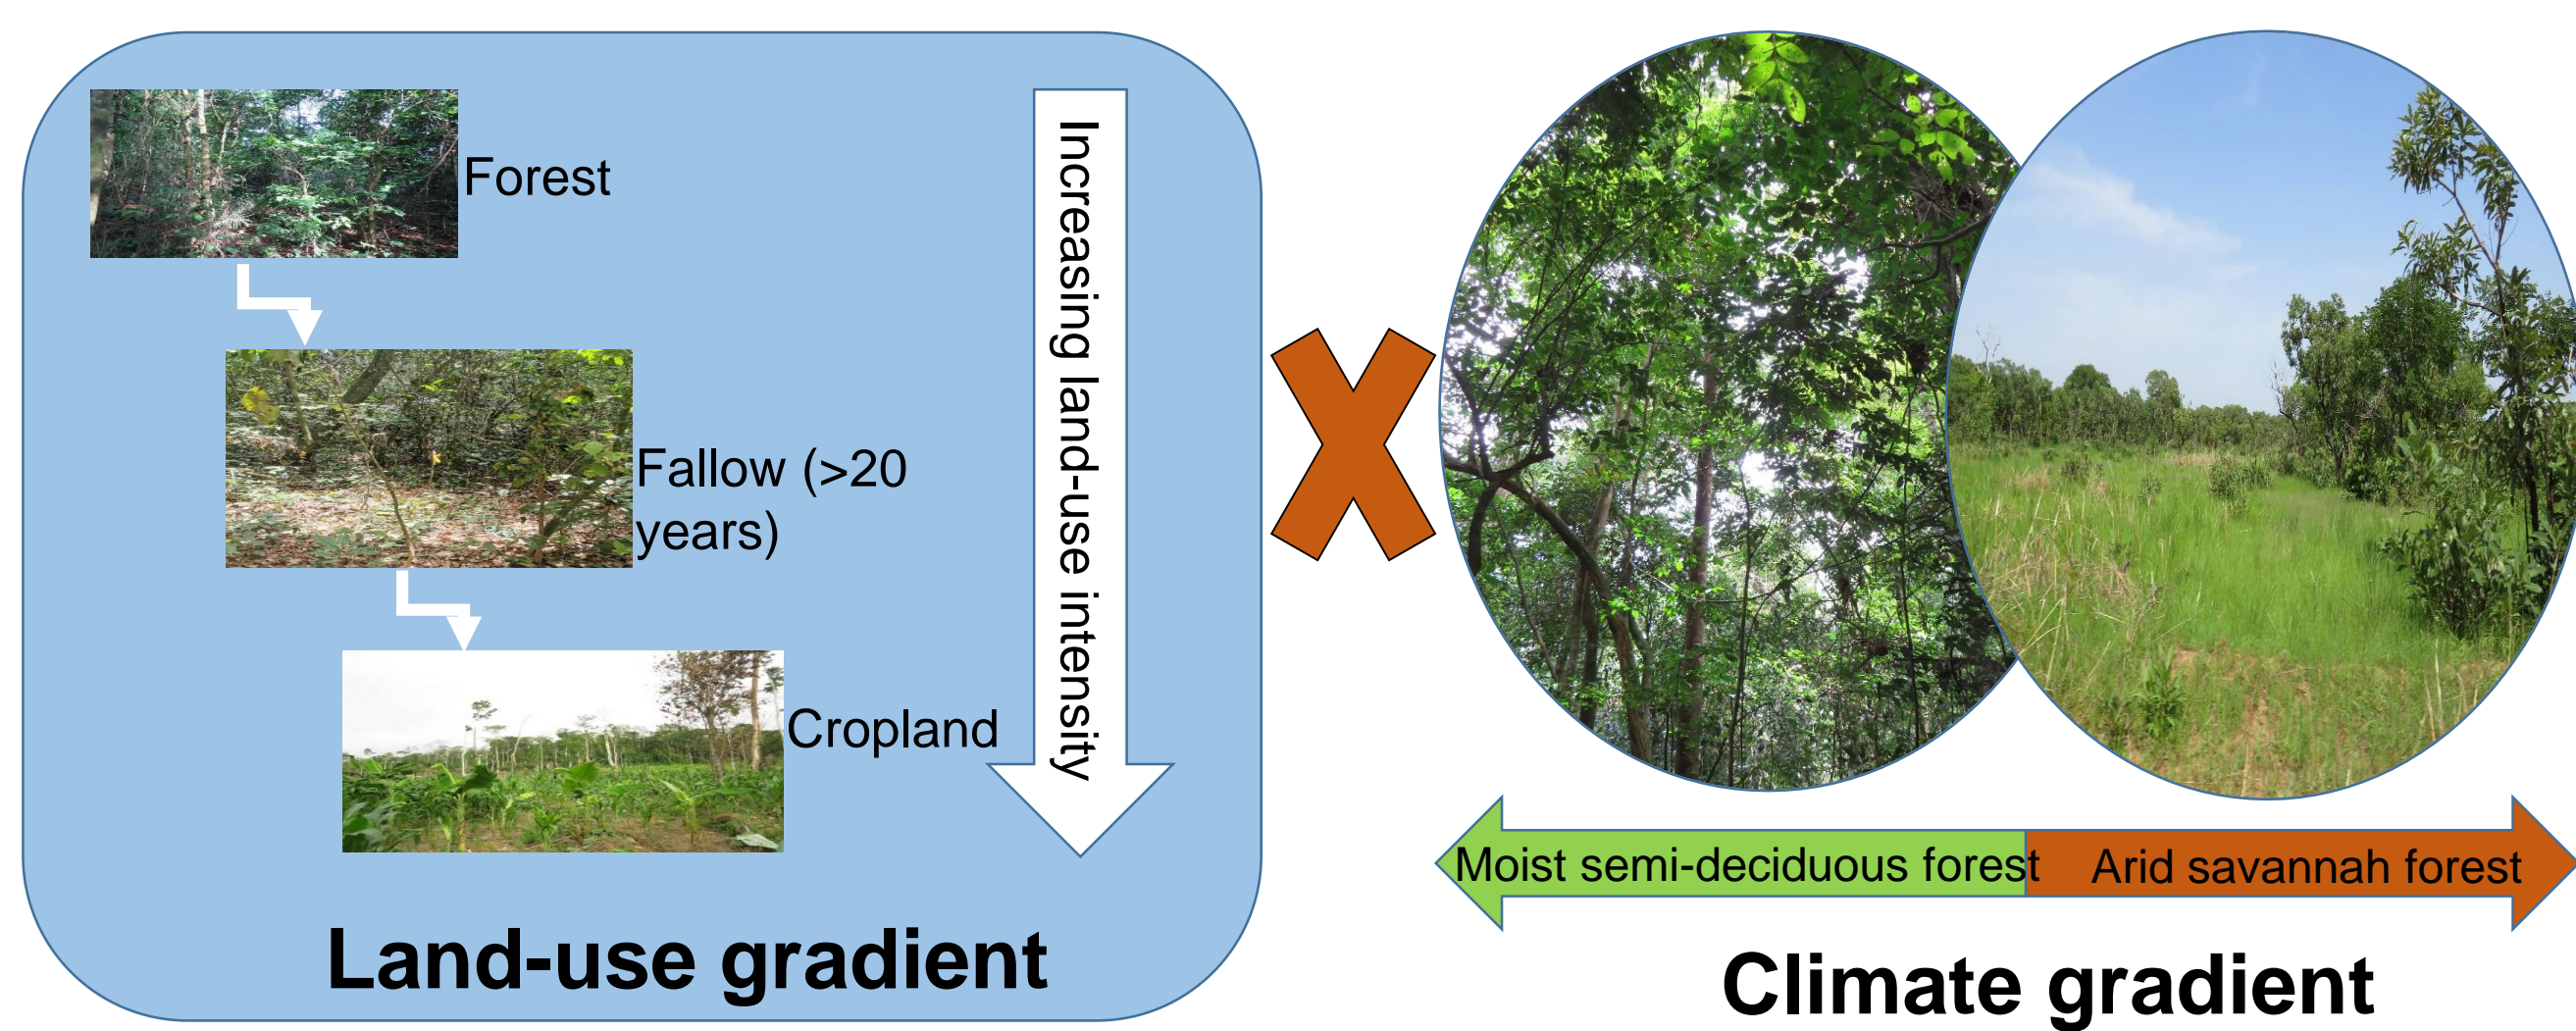 Forest
Fallow (>20
years)
Cropland
Increasing land-use intensity
Land-use gradient
Moist semi-deciduous forest
Arid savannah forest
Climate gradient